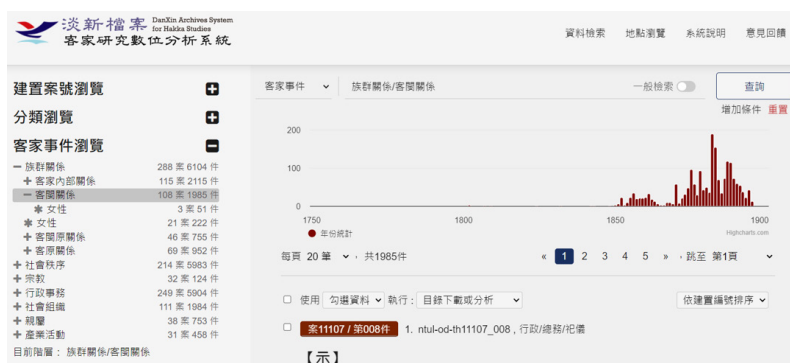 淡新檔案 DanXin Archives System
for Hakka Studies
客家研究數位分析系統
資料檢索 地點瀏覽 系統說明 意見回饋
建置案號瀏覽
分類瀏覽
客家事件瀏覽
族群關係 288 案 6104 件
客家內部關係 115 案 2115 件
客閩關係 108 案 1985 件
女性 3 案 51 件
女性 21 案 222 件
客閩原關係 46 案 755 件
客原關係 69 案 952 件
社會秩序 214 案 5983 件
宗教 32 案 124 件
行政事務 249 案 5904 件
社會組織 111 案 1984 件
親屬 38 案 753 件
產業活動 31 案 458 件
目前階層： 族群關係/客閩關係
客家事件 族群關係/客閩關係 一般檢索 查詢
增加條件 重置
200
100
0
1750 1800 1850 1900
年份統計 Highcharts.com
每頁 20 筆 ，共1985件 « 1 2 3 4 5 » ，跳至 第1頁
使用 勾選資料 執行： 目錄下載或分析 依建置編號排序
案11107 / 第008件 1. ntul-od-th11107_008，行政/總務/祀儀
【示】